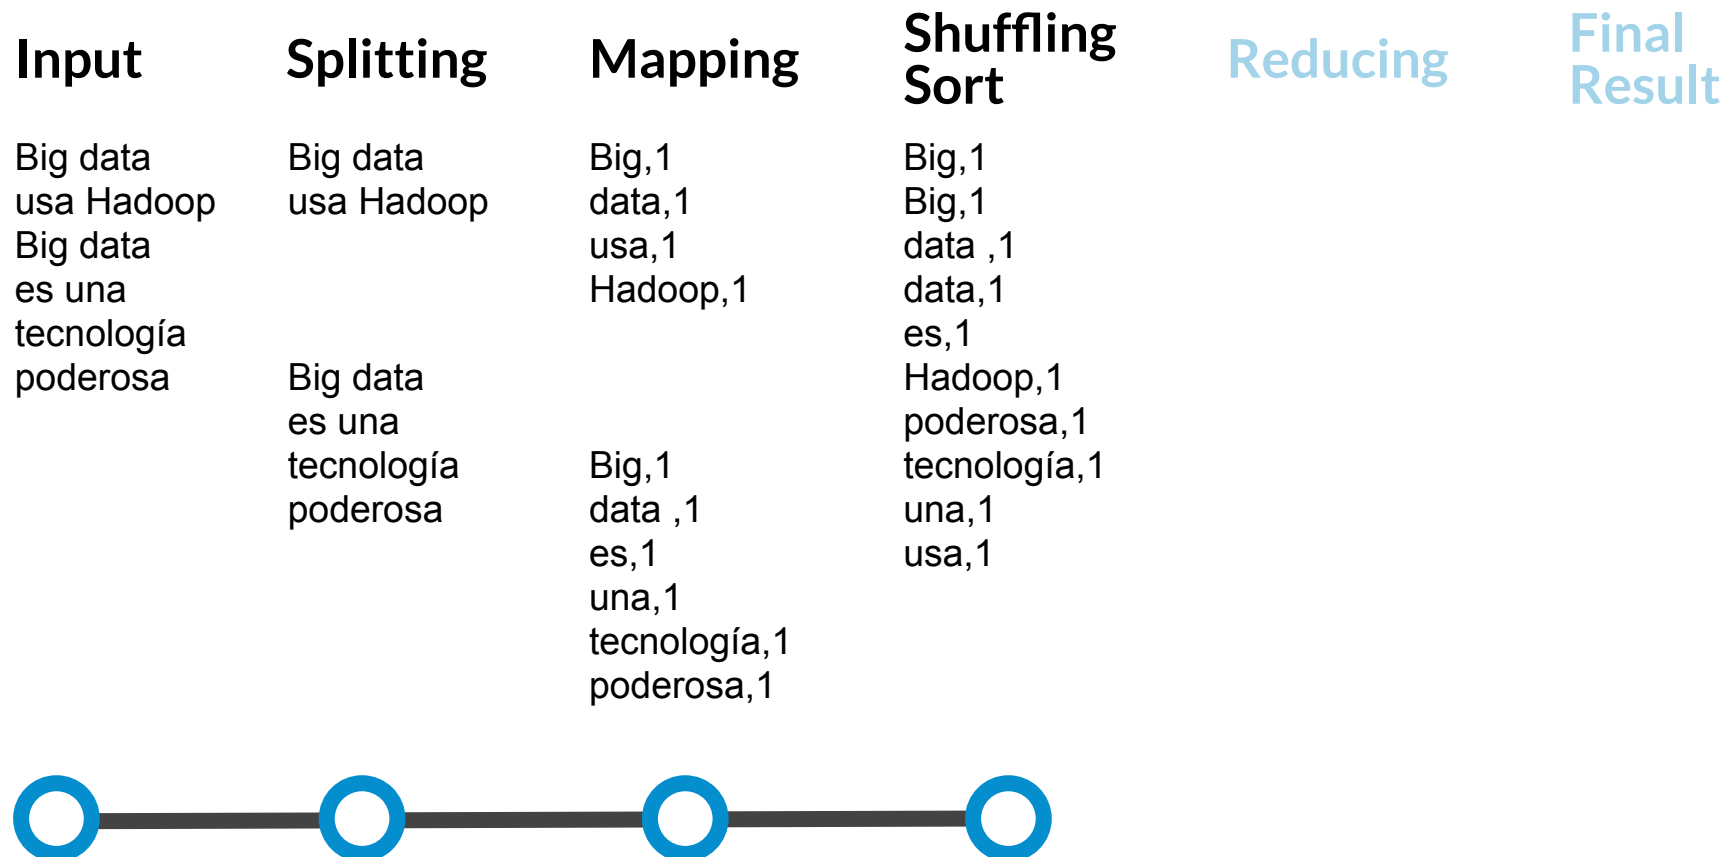 Input
Big data
usa Hadoop
Big data
es una
tecnología
poderosa
Splitting
Big data
usa Hadoop
Big data
es una
tecnología
poderosa
Mapping
Big,1
data,1
usa,1
Hadoop,1
Big,1
data ,1
es,1
una,1
tecnología,1
poderosa,1
Shuffling
Sort
Big,1
Big,1
data ,1
data,1
es,1
Hadoop,1
poderosa,1
tecnología,1
una,1
usa,1
Reducing
Final
Result